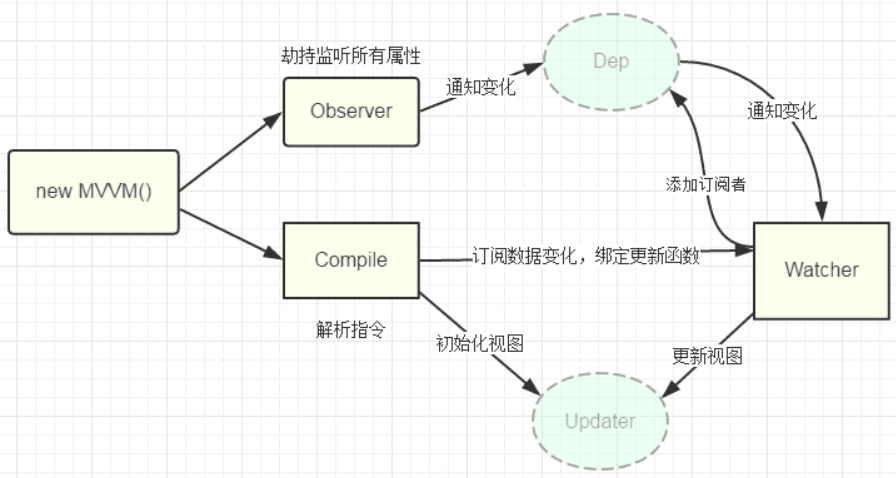 劫持监听所有属性
Dep
Observer
通知变化
通知变化
new MVVM()
添加订阅者
Compile
订阅数据变化，绑定更新函数
Watcher
解析指令
初始化视图
更新视图
Updater